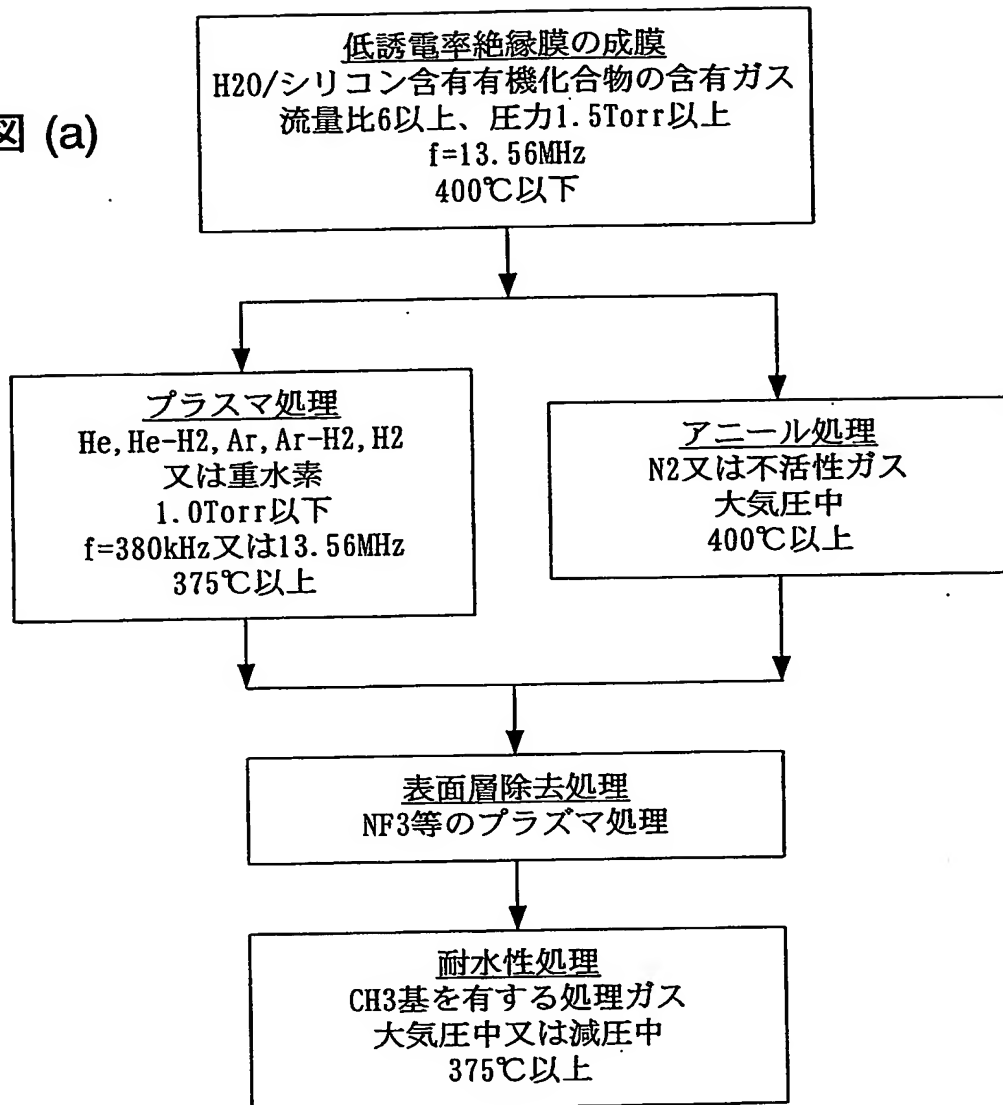 低誘電率絶縁膜の成膜
H2O/シリコン含有有機化合物の含有ガス
流量比6以上、圧力1.5Torr以上
f=13.56MHz
400℃以下
図 (a)
プラスマ処理
He,He-H2,Ar,Ar-H2,H2
又は重水素
1.0Torr以下
f=380kHz又は13.56MHz
375℃以上
アニール処理
N2又は不活性ガス
大気圧中
400℃以上
表面層除去処理
NF3等のプラズマ処理
耐水性処理
CH3基を有する処理ガス
大気圧中又は減圧中
375℃以上